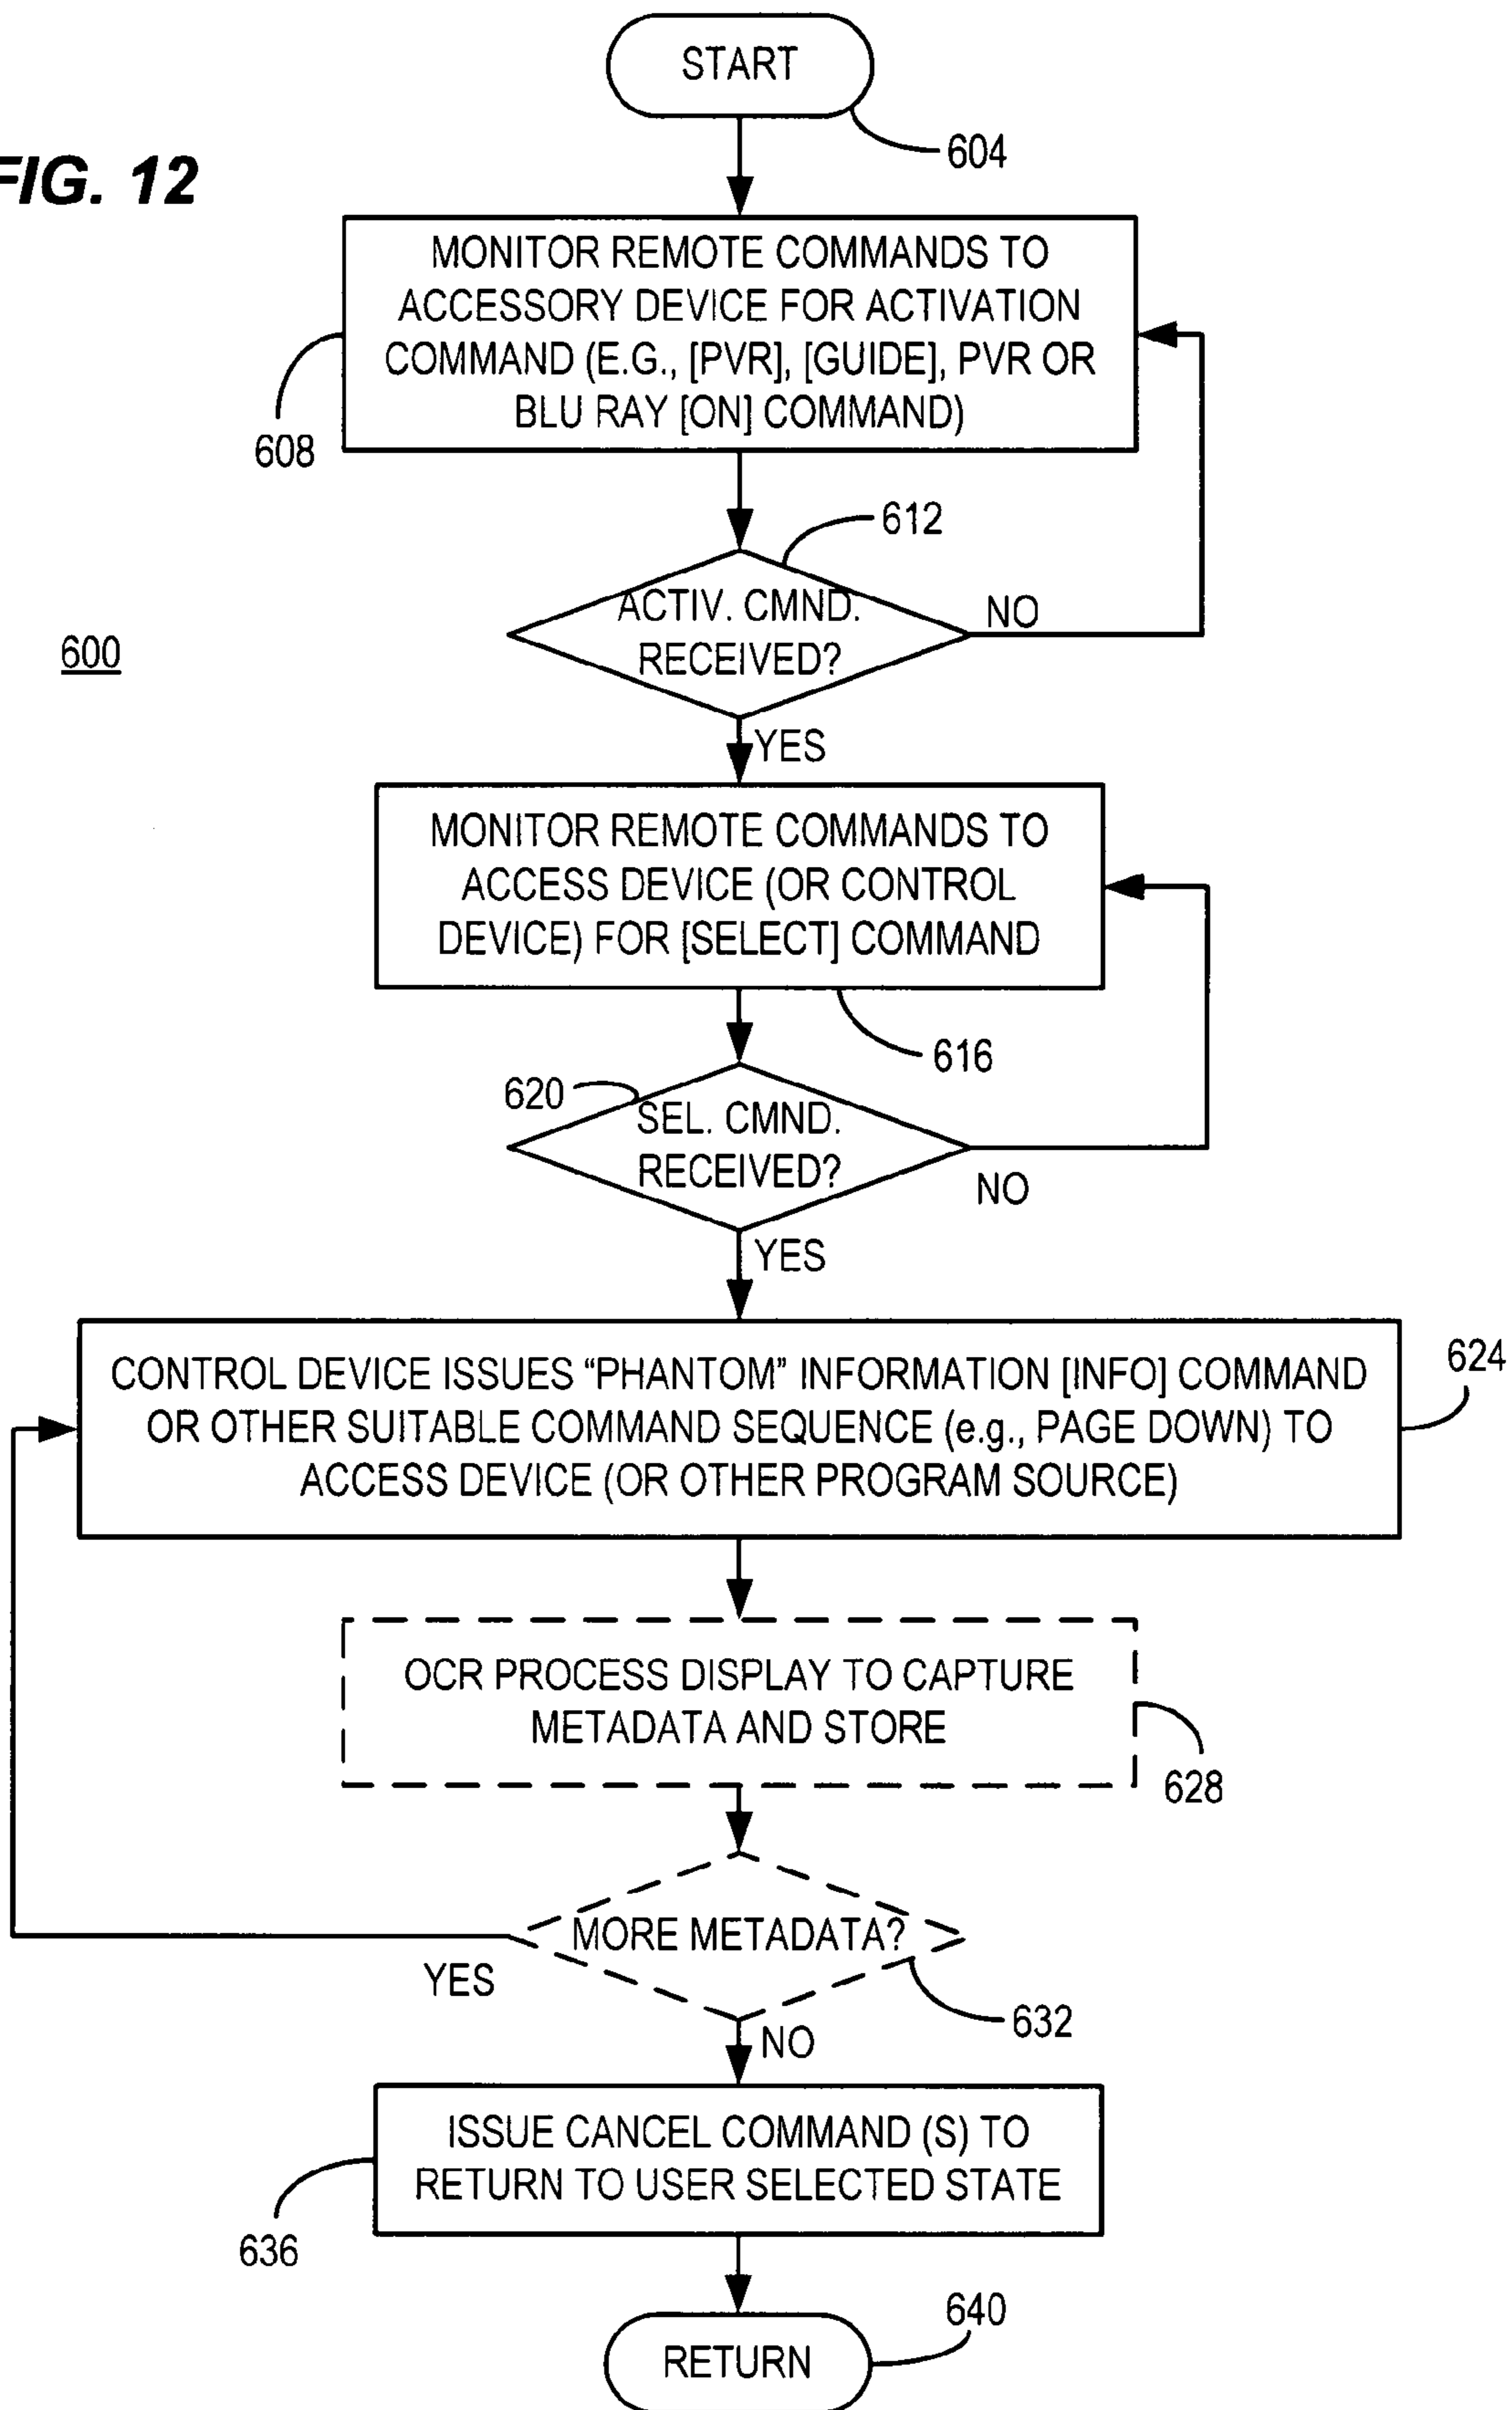 START
604
FIG. 12
MONITOR REMOTE COMMANDS TO
ACCESSORY DEVICE FOR ACTIVATION
COMMAND (E.G., [PVR], [GUIDE], PVR OR
BLU RAY [ON] COMMAND)
608
612
ACTIV. CMND.
RECEIVED?
NO
600
YES
MONITOR REMOTE COMMANDS TO
ACCESS DEVICE (OR CONTROL
DEVICE) FOR [SELECT] COMMAND
616
620
SEL. CMND.
RECEIVED?
NO
YES
CONTROL DEVICE ISSUES “PHANTOM” INFORMATION [INFO] COMMAND
OR OTHER SUITABLE COMMAND SEQUENCE (e.g., PAGE DOWN) TO
ACCESS DEVICE (OR OTHER PROGRAM SOURCE)
624
OCR PROCESS DISPLAY TO CAPTURE
METADATA AND STORE
628
MORE METADATA?
YES
632
NO
ISSUE CANCEL COMMAND (S) TO
RETURN TO USER SELECTED STATE
636
640
RETURN